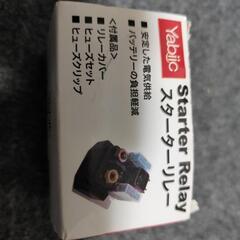 Yabijc
Starter Relay
スターターリレー
■ 安定した電気供給
■ バッテリーの負担軽減
＜付属品＞
■ リレーカバー
■ ヒューズセット
■ ヒューズクリップ